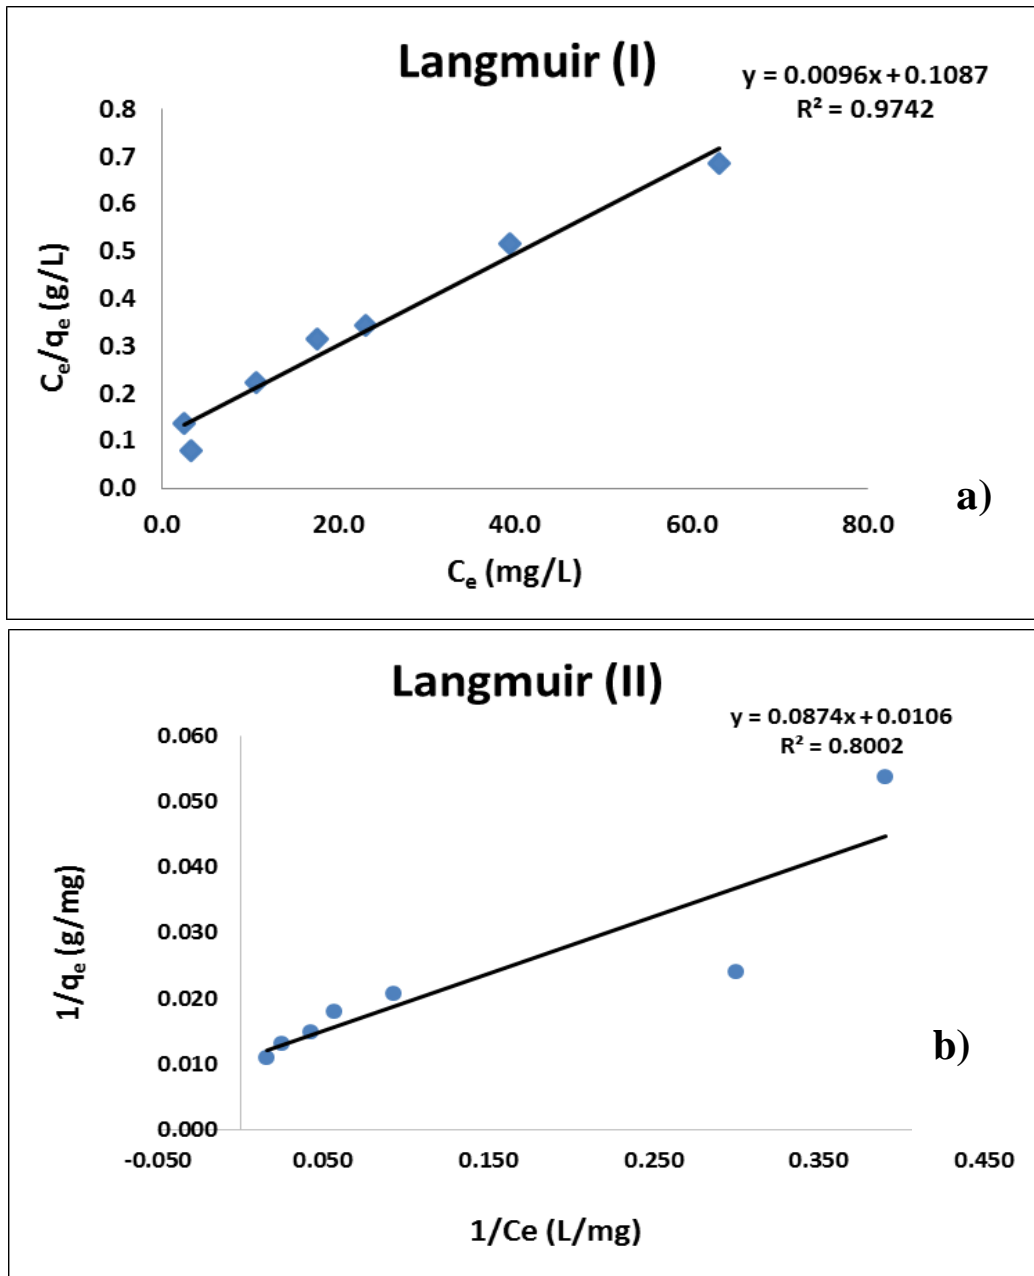 Langmuir (I)
y = 0.0096x + 0.1087
R² = 0.9742
0.8
0.7
0.6
0.5
0.4
0.3
0.2
0.1
0.0
Cₑ/qₑ (g/L)
0.0 20.0 40.0 60.0 80.0
Cₑ (mg/L)
a)
Langmuir (II)
y = 0.0874x + 0.0106
R² = 0.8002
0.060
0.050
0.040
0.030
0.020
0.010
0.000
1/qₑ (g/mg)
-0.050 0.050 0.150 0.250 0.350 0.450
1/Ce (L/mg)
b)